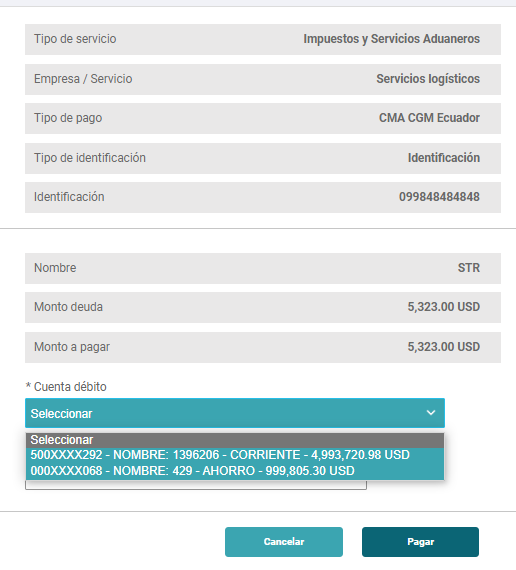 Tipo de servicio Impuestos y Servicios Aduaneros
Empresa / Servicio Servicios logísticos
Tipo de pago CMA CGM Ecuador
Tipo de identificación Identificación
Identificación 099848484848
Nombre STR
Monto deuda 5,323.00 USD
Monto a pagar 5,323.00 USD
* Cuenta débito
Seleccionar
Seleccionar
500XXXX292 - NOMBRE: 1396206 - CORRIENTE - 4,993,720.98 USD
000XXXX068 - NOMBRE: 429 - AHORRO - 999,805.30 USD
Cancelar Pagar